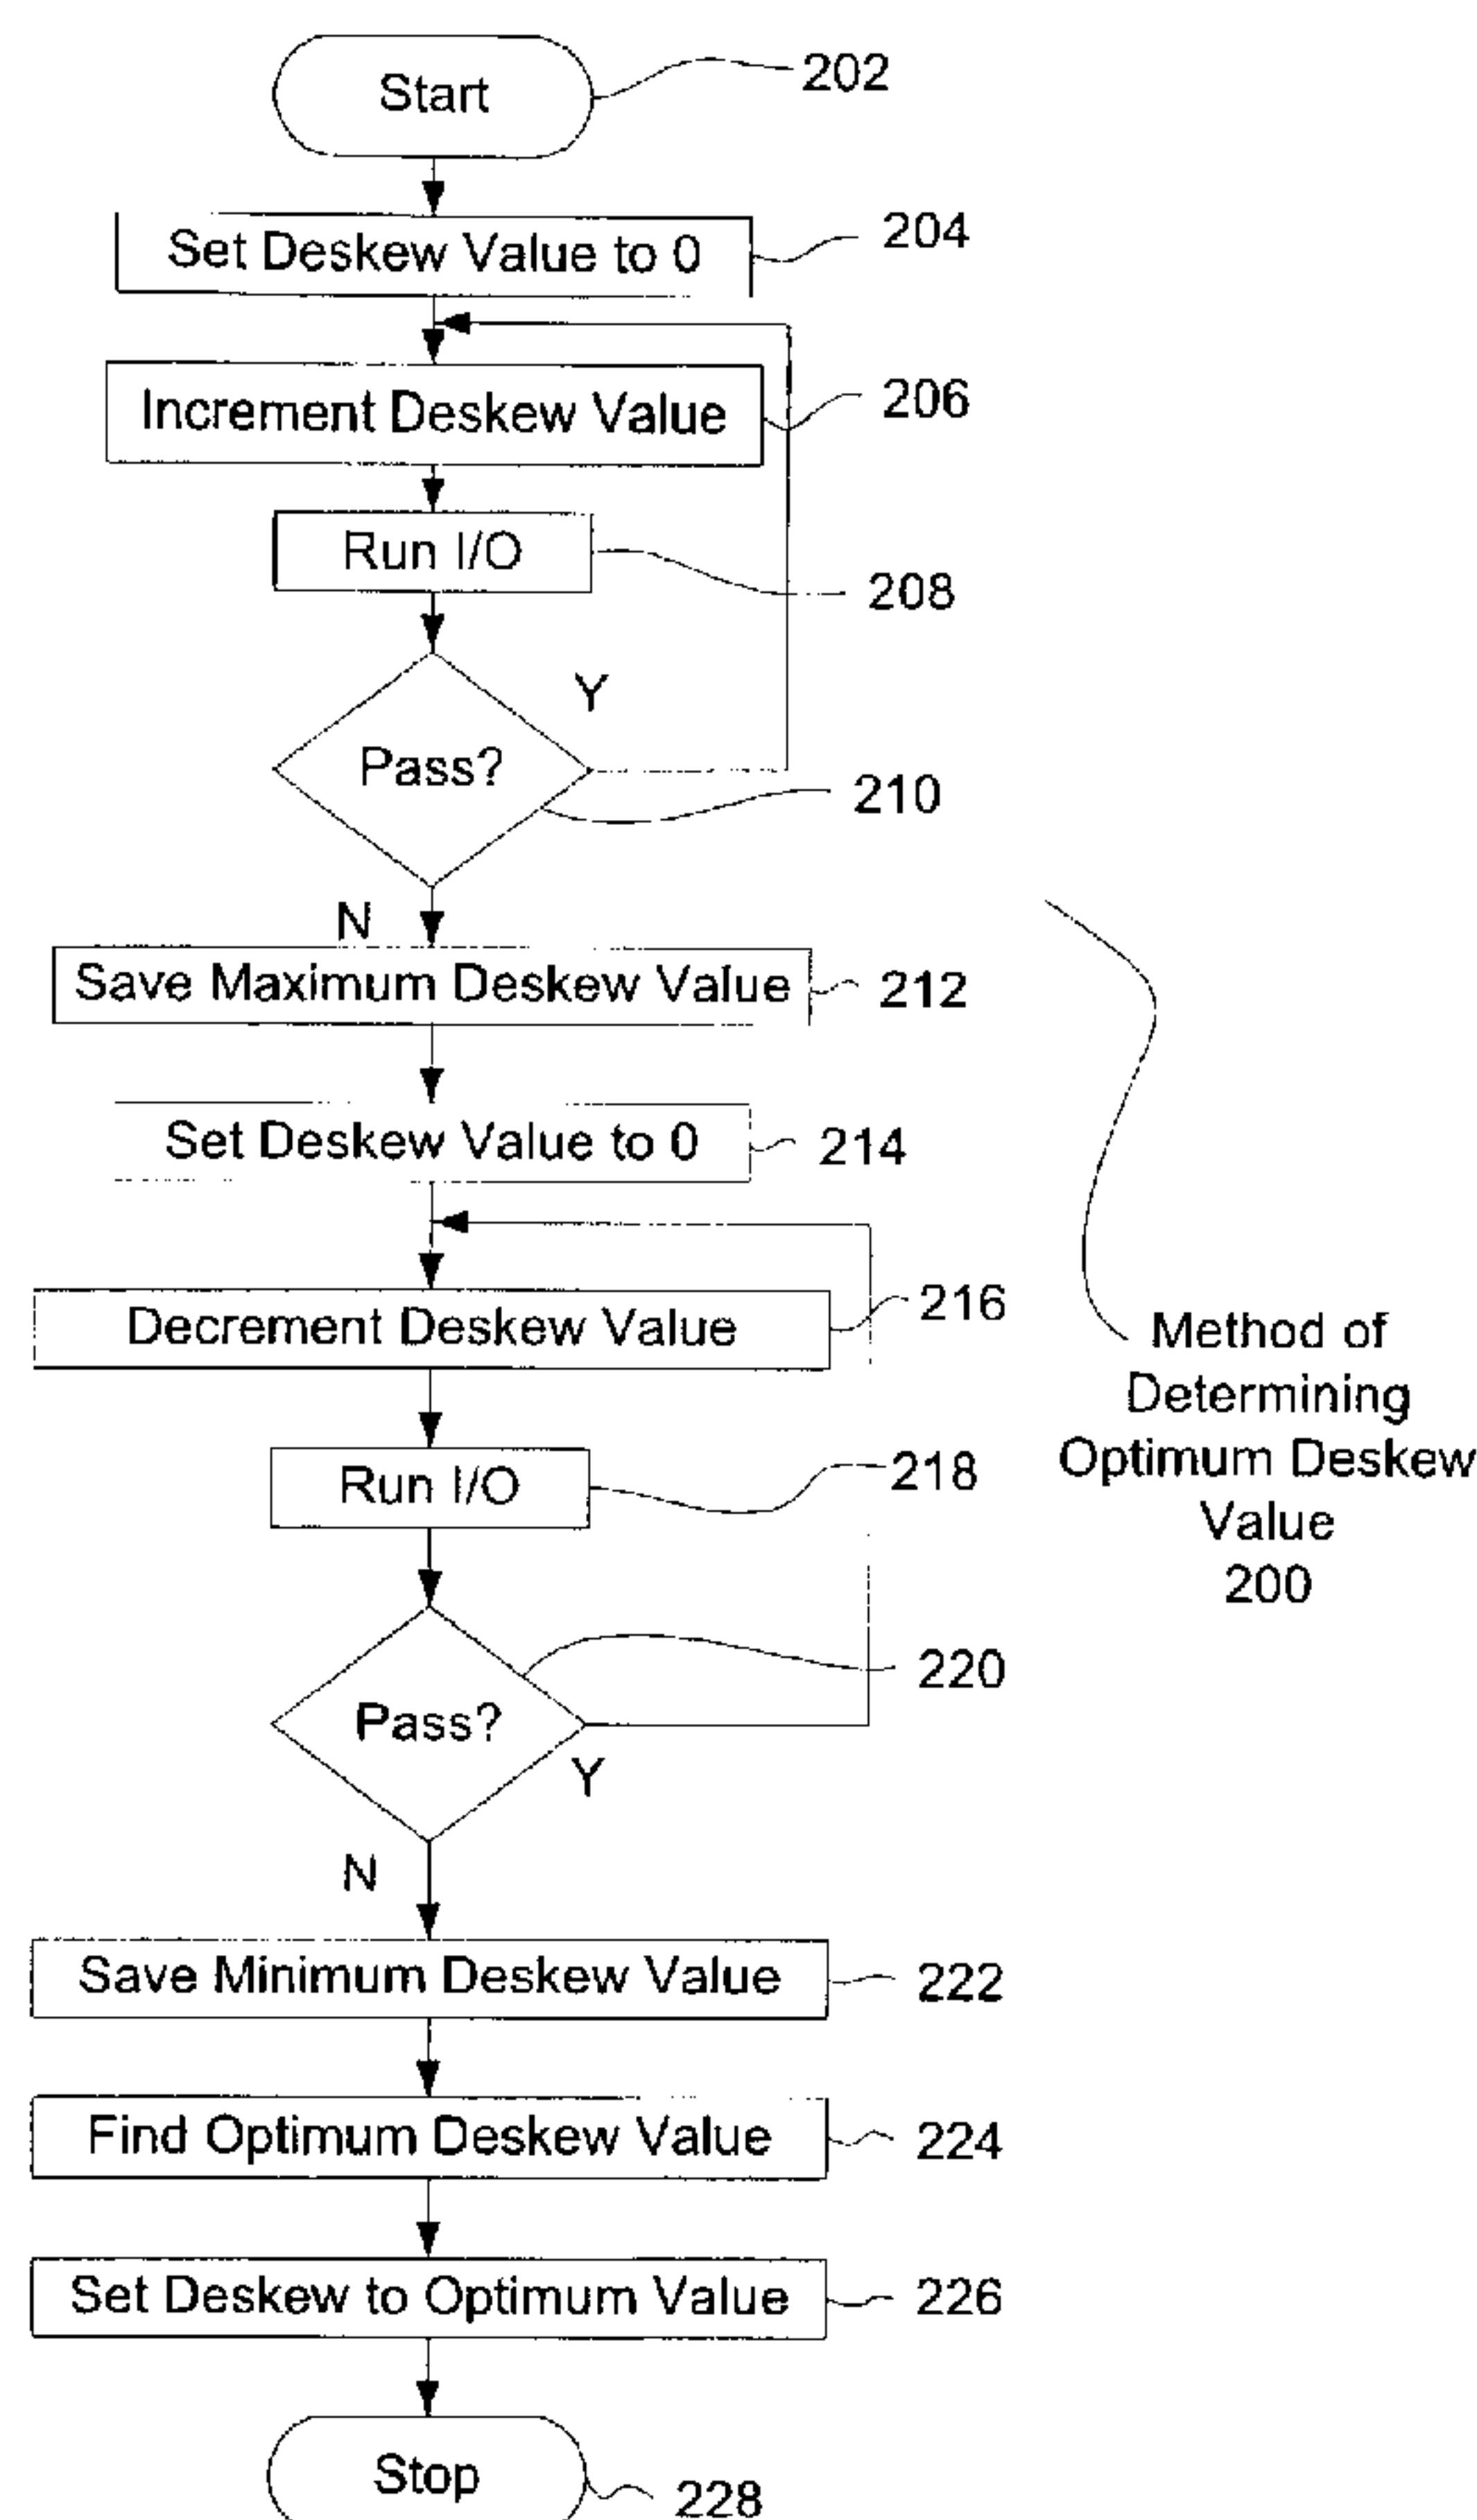 Start
202
Set Deskew Value to 0
204
Increment Deskew Value
206
Run I/O
208
Y
Pass?
210
N
Save Maximum Deskew Value
212
Set Deskew Value to 0
214
Decrement Deskew Value
216
Method of
Determining
Optimum Deskew
Value
200
Run I/O
218
220
Pass?
Y
N
Save Minimum Deskew Value
222
Find Optimum Deskew Value
224
Set Deskew to Optimum Value
226
Stop
228